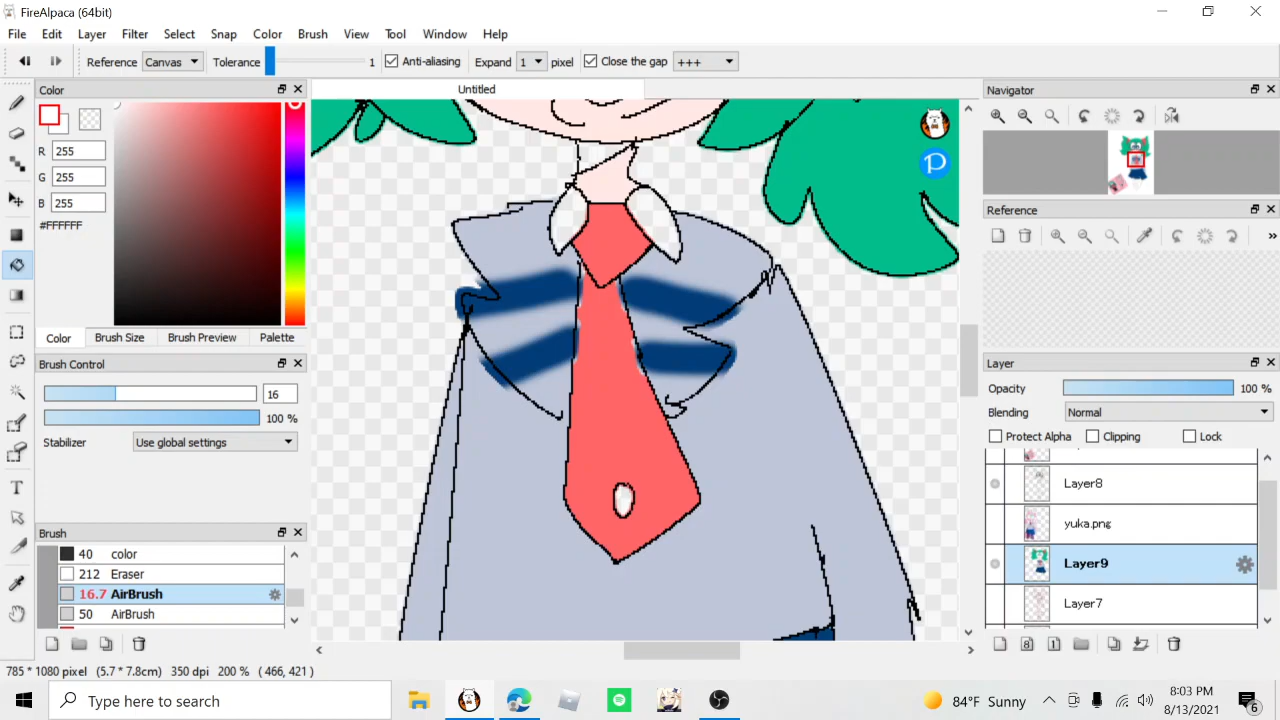 FireAlpaca (64bit)
File Edit Layer Filter Select Snap Color Brush View Tool Window Help
Reference Canvas Tolerance 1 Anti-aliasing Expand 1 pixel Close the gap +++
Color
Untitled
Navigator
R 255
G 255
B 255
#FFFFFF
Reference
Color Brush Size Brush Preview Palette
Brush Control
16
100 %
Stabilizer Use global settings
Layer
Opacity 100 %
Blending Normal
Protect Alpha Clipping Lock
Layer8
yuka.png
Layer9
Layer7
Brush
40 color
212 Eraser
16.7 AirBrush
50 AirBrush
785 * 1080 pixel (5.7 * 7.8cm) 350 dpi 200 % ( 466, 421 )
Type here to search
84°F Sunny
8:03 PM
8/13/2021
6